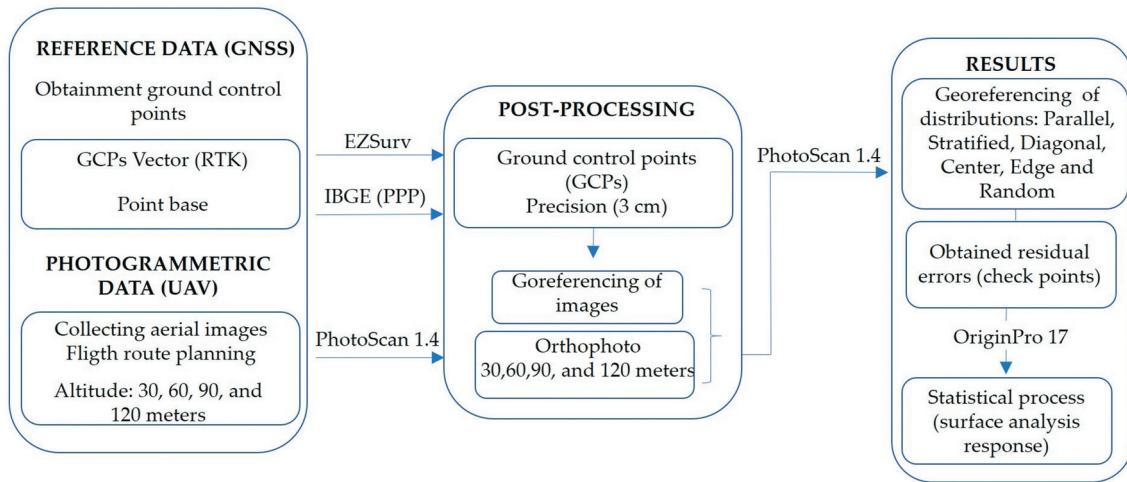 REFERENCE DATA (GNSS)
Obtainment ground control
points
GCPs Vector (RTK)
Point base
PHOTOGRAMMETRIC
DATA (UAV)
Collecting aerial images
Fligth route planning
Altitude: 30, 60, 90, and
120 meters
EZSurv
IBGE (PPP)
PhotoScan 1.4
POST-PROCESSING
Ground control points
(GCPs)
Precision (3 cm)
Goreferencing of
images
Orthophoto
30,60,90, and 120 meters
PhotoScan 1.4
RESULTS
Georeferencing of
distributions: Parallel,
Stratified, Diagonal,
Center, Edge and
Random
Obtained residual
errors (check points)
OriginPro 17
Statistical process
(surface analysis
response)